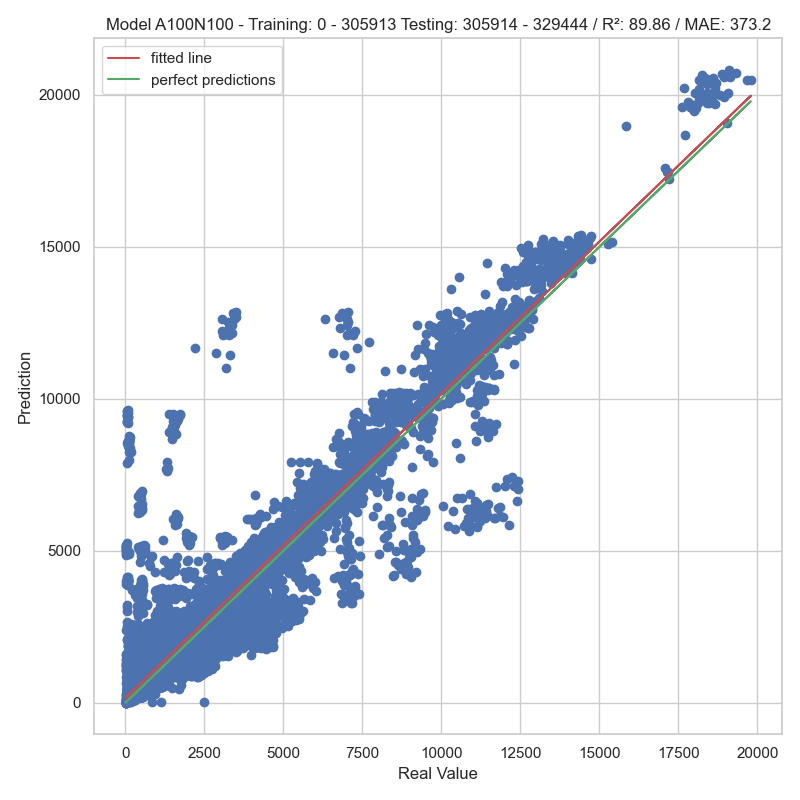 Model A100N100 - Training: 0 - 305913 Testing: 305914 - 329444 / R²: 89.86 / MAE: 373.2
fitted line
perfect predictions
20000
15000
10000
5000
0
Prediction
0 2500 5000 7500 10000 12500 15000 17500 20000
Real Value